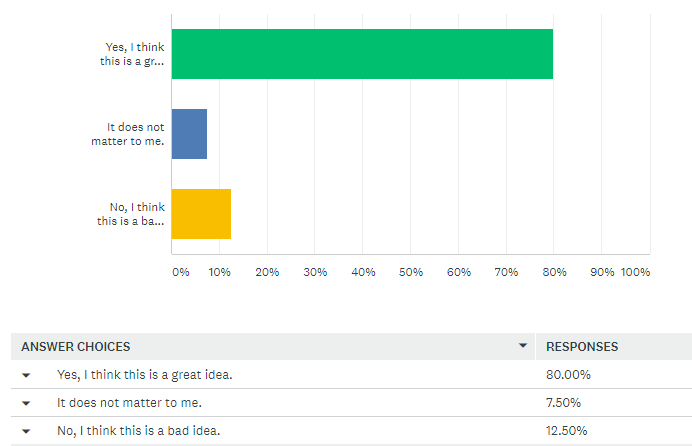 Yes, I think
this is a gr...
It does not
matter to me.
No, I think
this is a ba...
0% 10% 20% 30% 40% 50% 60% 70% 80% 90% 100%
ANSWER CHOICES RESPONSES
Yes, I think this is a great idea. 80.00%
It does not matter to me. 7.50%
No, I think this is a bad idea. 12.50%